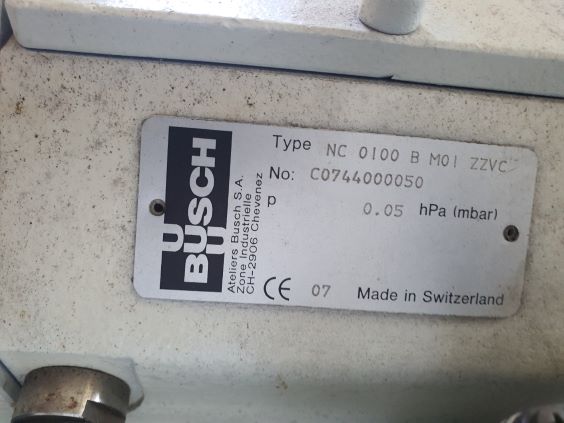 Type NC 0100 B M01 ZZVC
No: C0744000050
p 0.05 hPa (mbar)
BUSCH
Ateliers Busch S.A.
Zone Industrielle
CH-2906 Chevenez
CE 07 Made in Switzerland